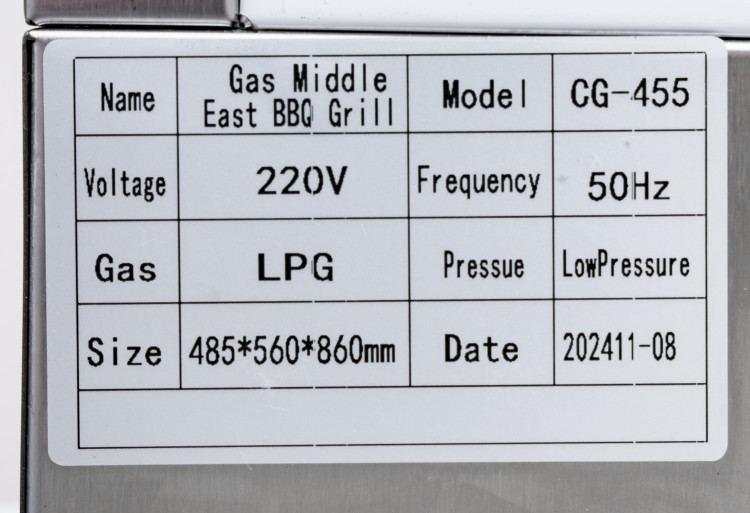 Name Gas Middle East BBQ Grill Model CG-455
Voltage 220V Frequency 50Hz
Gas LPG Pressue LowPressure
Size 485*560*860mm Date 202411-08